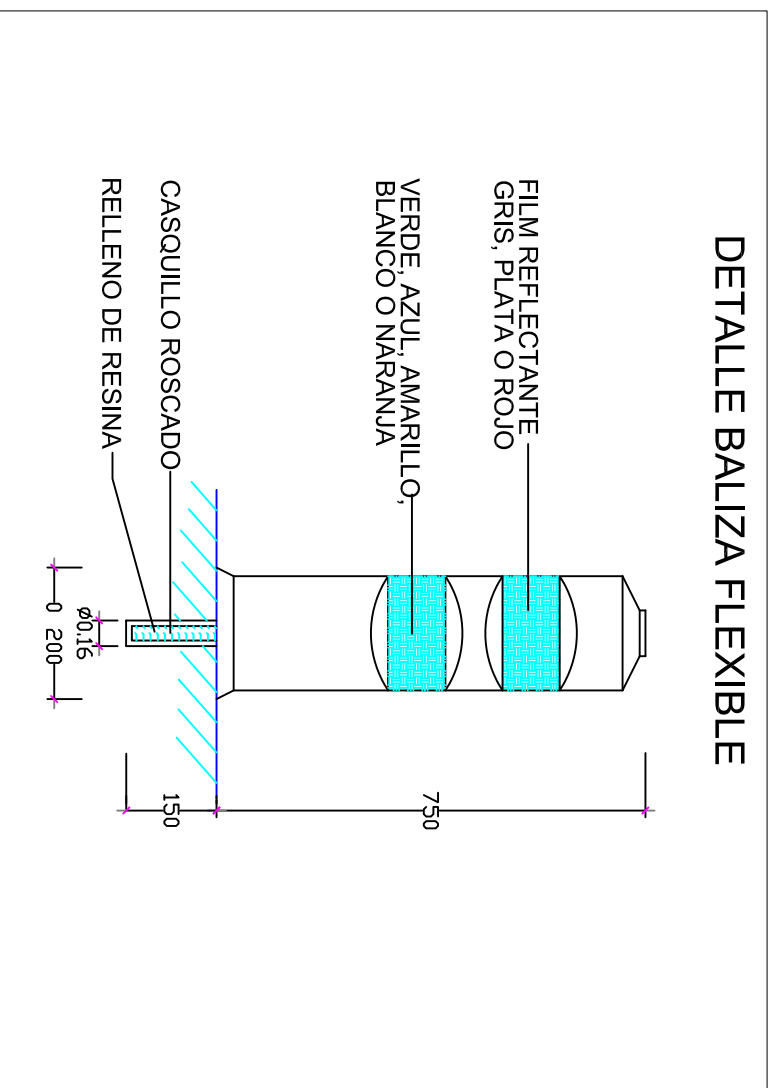 DETALLE BALIZA FLEXIBLE
FILM REFLECTANTE
GRIS, PLATA O ROJO
VERDE, AZUL, AMARILLO,
BLANCO O NARANJA
CASQUILLO ROSCADO
RELLENO DE RESINA
750
150
Ø0.16
0 200